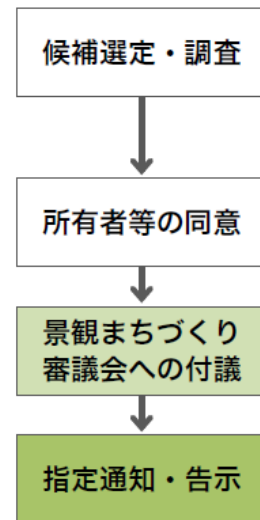 候補選定・調査
所有者等の同意
景観まちづくり
審議会への付議
指定通知・告示